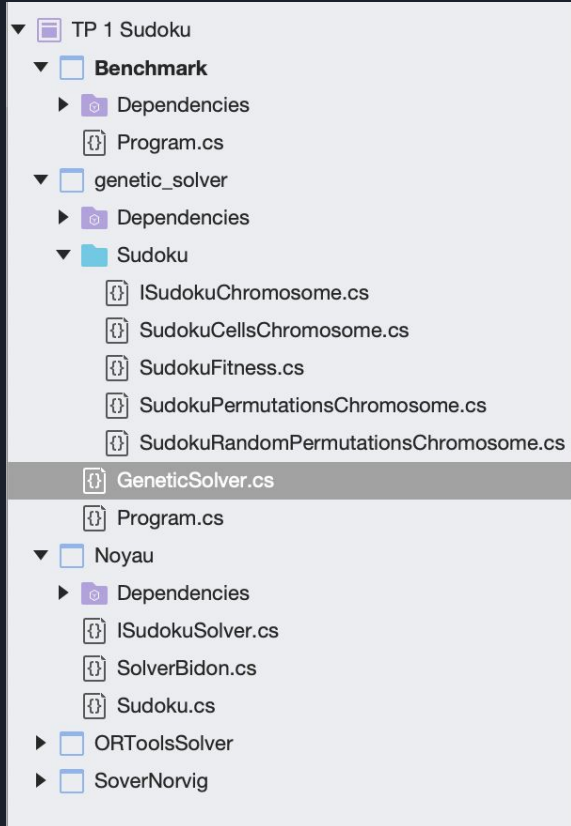 TP 1 Sudoku
Benchmark
Dependencies
{} Program.cs
genetic_solver
Dependencies
Sudoku
{} ISudokuChromosome.cs
{} SudokuCellsChromosome.cs
{} SudokuFitness.cs
{} SudokuPermutationsChromosome.cs
{} SudokuRandomPermutationsChromosome.cs
{} GeneticSolver.cs
{} Program.cs
Noyau
Dependencies
{} ISudokuSolver.cs
{} SolverBidon.cs
{} Sudoku.cs
ORToolsSolver
SoverNorvig